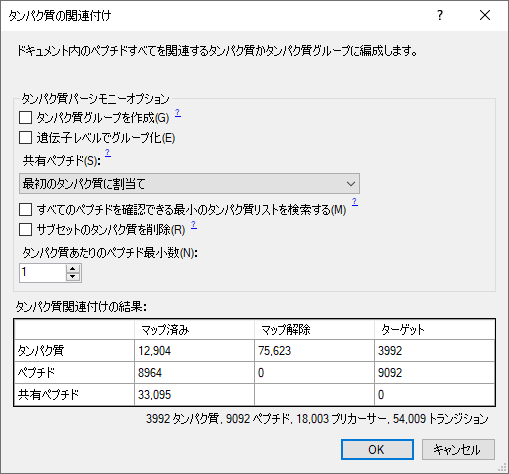 タンパク質の関連付け
ドキュメント内のペプチドすべてを関連するタンパク質かタンパク質グループに編成します。
タンパク質パーシモニーオプション
タンパク質グループを作成(G) ?
遺伝子レベルでグループ化(E)
共有ペプチド(S): ?
最初のタンパク質に割当て
すべてのペプチドを確認できる最小のタンパク質リストを検索する(M) ?
サブセットのタンパク質を削除(R) ?
タンパク質あたりのペプチド最小数(N):
1
タンパク質関連付けの結果:
マップ済み マップ解除 ターゲット
タンパク質 12,904 75,623 3992
ペプチド 8964 0 9092
共有ペプチド 33,095 0
3992 タンパク質, 9092 ペプチド, 18,003 プリカーサー, 54,009 トランジション
OK キャンセル